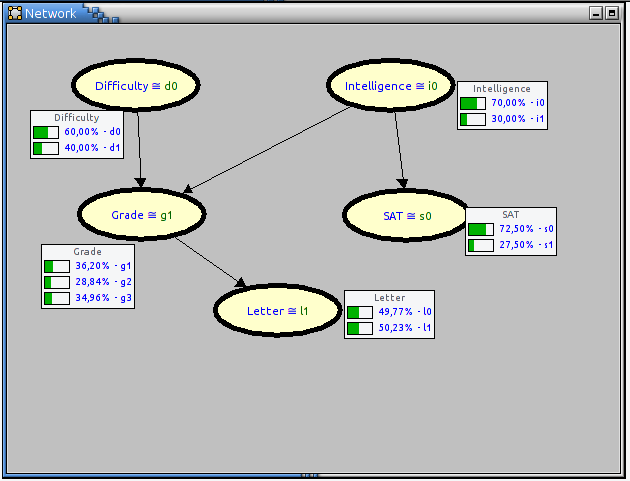 Network
Difficulty ≅ d0
Intelligence ≅ i0
Intelligence
70,00% - i0
30,00% - i1
Difficulty
60,00% - d0
40,00% - d1
Grade ≅ g1
SAT ≅ s0
SAT
72,50% - s0
27,50% - s1
Grade
36,20% - g1
28,84% - g2
34,96% - g3
Letter ≅ l1
Letter
49,77% - l0
50,23% - l1